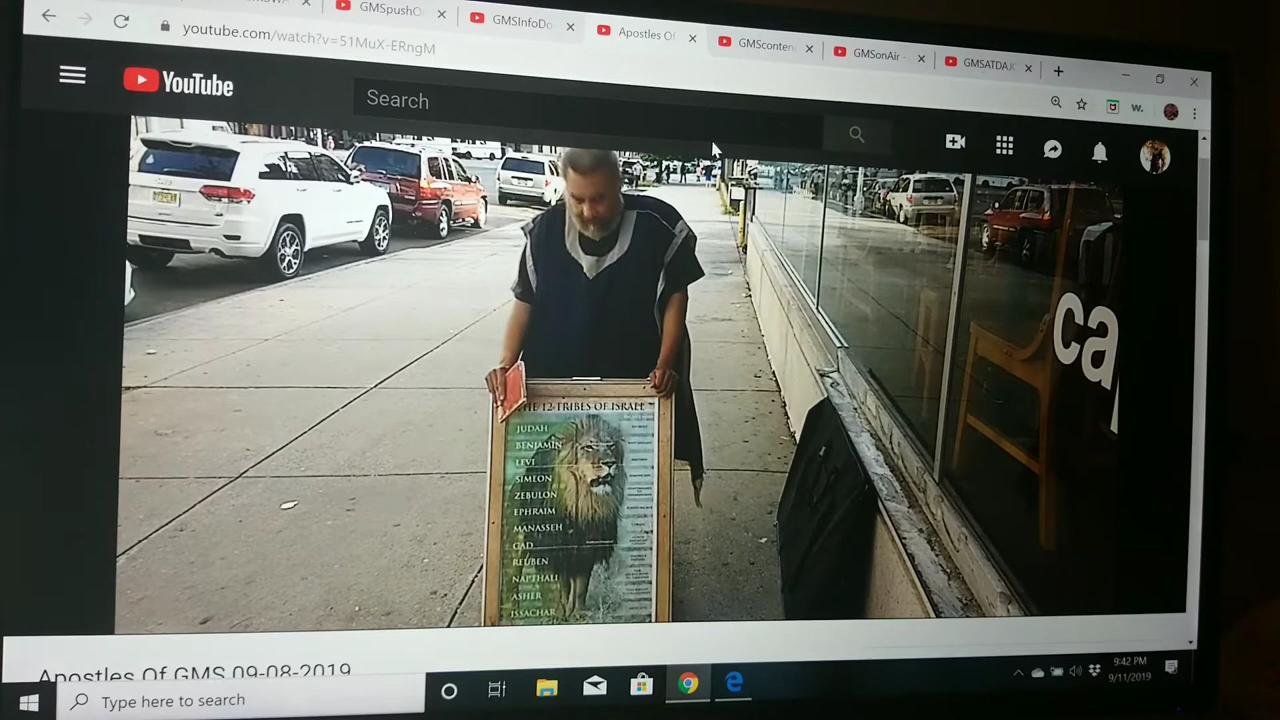 GMSpushO
GMSInfoDo
Apostles Of
GMSconten
GMSonAir -
GMSATDAJC
youtube.com/watch?v=51MuX-ERngM
w.
YouTube
Search
ca
THE 12 TRIBES OF ISRAEL
JUDAH
BENJAMIN
LEVI
SIMEON
ZEBULON
EPHRAIM
MANASSEH
GAD
REUBEN
NAPTHALI
ASHER
ISSACHAR
Apostles Of GMS 09-08-2019
Type here to search
9:42 PM
9/11/2019